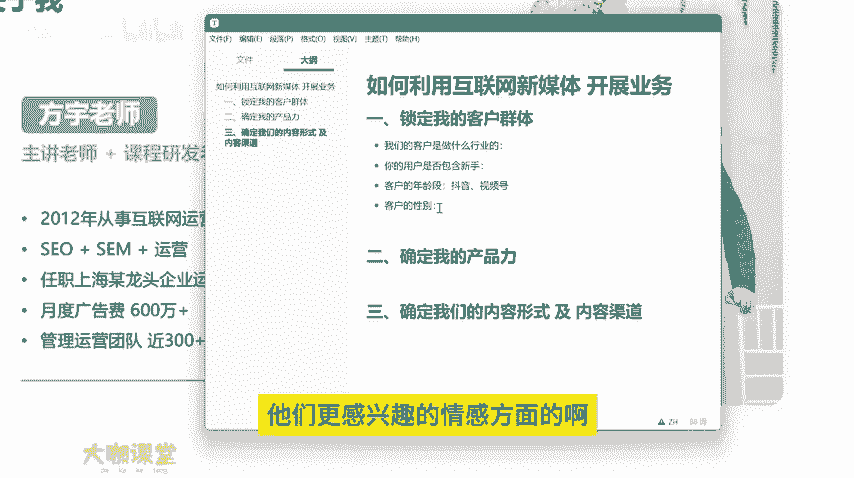 于我
方宇老师
主讲老师 + 课程研发
2012年从事互联网运营
SEO + SEM + 运营
任职上海某龙头企业运
月度广告费 600万+
管理运营团队 近300+
文件(F) 编辑(E) 段落(P) 格式(O) 视图(V) 主题(T) 帮助(H)
文件 大纲
如何利用互联网新媒体 开展业务
一、锁定我的客户群体
二、确定我的产品力
三、确定我们的内容形式 及
内容渠道
如何利用互联网新媒体 开展业务
一、锁定我的客户群体
我们的客户是做什么行业的：
你的用户是否包含新手：
客户的年龄段：抖音、视频号
客户的性别：
二、确定我的产品力
三、确定我们的内容形式 及 内容渠道
他们更感兴趣的情感方面的啊
大咖课堂